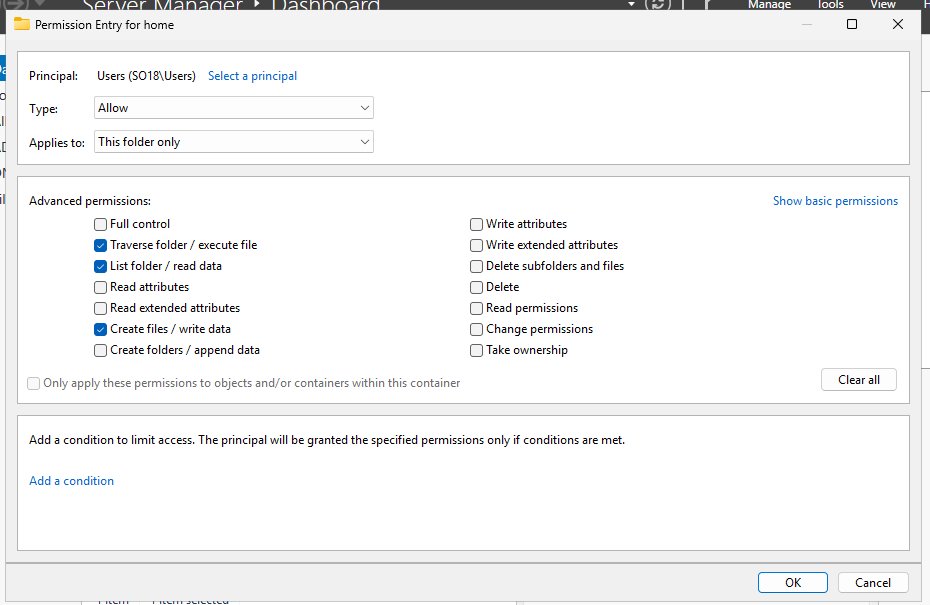 Server Manager Dashboard
Manage Tools View
Permission Entry for home
Principal: Users (SO18\Users) Select a principal
Type: Allow
Applies to: This folder only
Advanced permissions: Show basic permissions
Full control Write attributes
Traverse folder / execute file Write extended attributes
List folder / read data Delete subfolders and files
Read attributes Delete
Read extended attributes Read permissions
Create files / write data Change permissions
Create folders / append data Take ownership
Only apply these permissions to objects and/or containers within this container
Clear all
Add a condition to limit access. The principal will be granted the specified permissions only if conditions are met.
Add a condition
OK Cancel
1 item 1 item selected